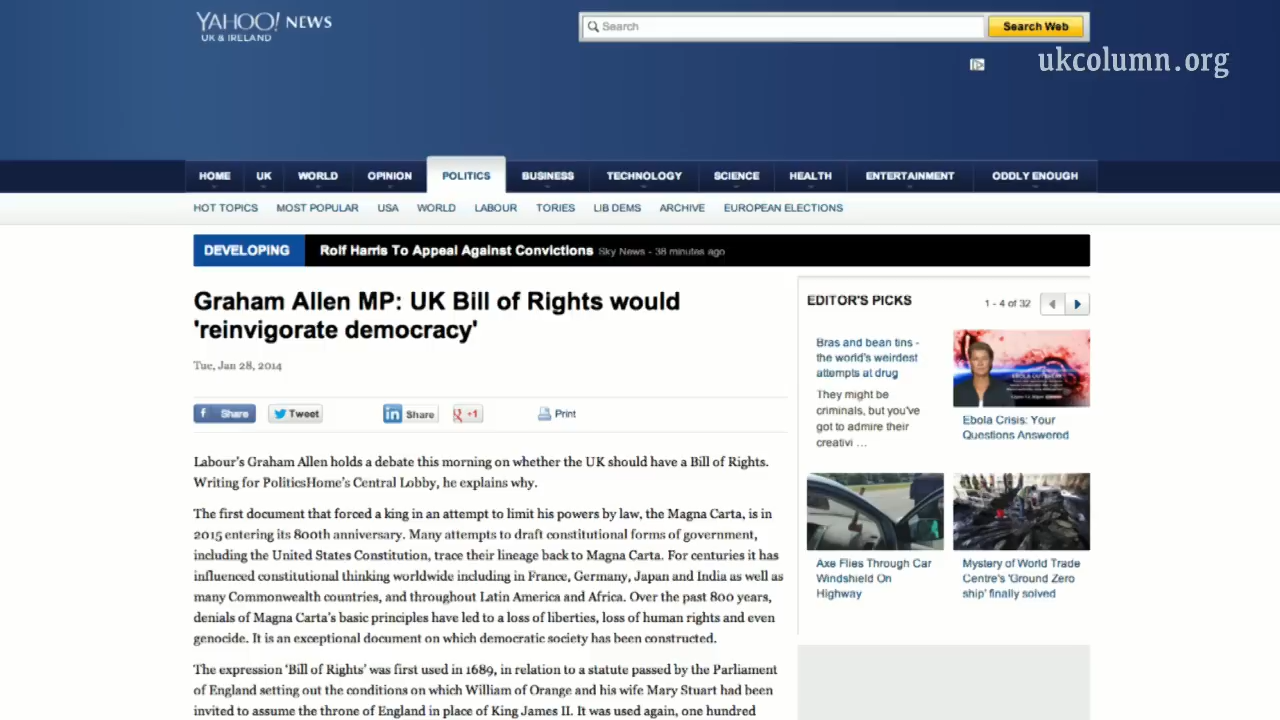 YAHOO! NEWS
UK & IRELAND
Search
Search Web
ukcolumn.org
HOME UK WORLD OPINION POLITICS BUSINESS TECHNOLOGY SCIENCE HEALTH ENTERTAINMENT ODDLY ENOUGH
HOT TOPICS MOST POPULAR USA WORLD LABOUR TORIES LIB DEMS ARCHIVE EUROPEAN ELECTIONS
DEVELOPING Rolf Harris To Appeal Against Convictions Sky News - 38 minutes ago
Graham Allen MP: UK Bill of Rights would
'reinvigorate democracy'
Tue, Jan 28, 2014
Share Tweet Share +1 Print
Labour's Graham Allen holds a debate this morning on whether the UK should have a Bill of Rights.
Writing for PoliticsHome's Central Lobby, he explains why.
The first document that forced a king in an attempt to limit his powers by law, the Magna Carta, is in
2015 entering its 800th anniversary. Many attempts to draft constitutional forms of government,
including the United States Constitution, trace their lineage back to Magna Carta. For centuries it has
influenced constitutional thinking worldwide including in France, Germany, Japan and India as well as
many Commonwealth countries, and throughout Latin America and Africa. Over the past 800 years,
denials of Magna Carta's basic principles have led to a loss of liberties, loss of human rights and even
genocide. It is an exceptional document on which democratic society has been constructed.
The expression 'Bill of Rights' was first used in 1689, in relation to a statute passed by the Parliament
of England setting out the conditions on which William of Orange and his wife Mary Stuart had been
invited to assume the throne of England in place of King James II. It was used again, one hundred
EDITOR'S PICKS
1 - 4 of 32
Bras and bean tins -
the world's weirdest
attempts at drug
They might be
criminals, but you've
got to admire their
creativi ...
Ebola Crisis: Your
Questions Answered
Axe Flies Through Car
Windshield On
Highway
Mystery of World Trade
Centre's 'Ground Zero
ship' finally solved